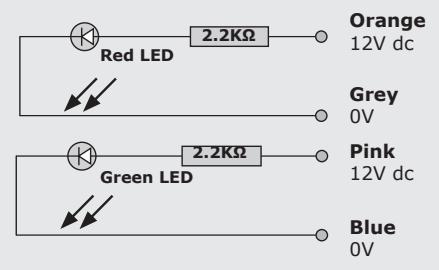 Orange
2.2KΩ
12V dc
Red LED
Grey
0V
Pink
2.2KΩ
12V dc
Green LED
Blue
0V